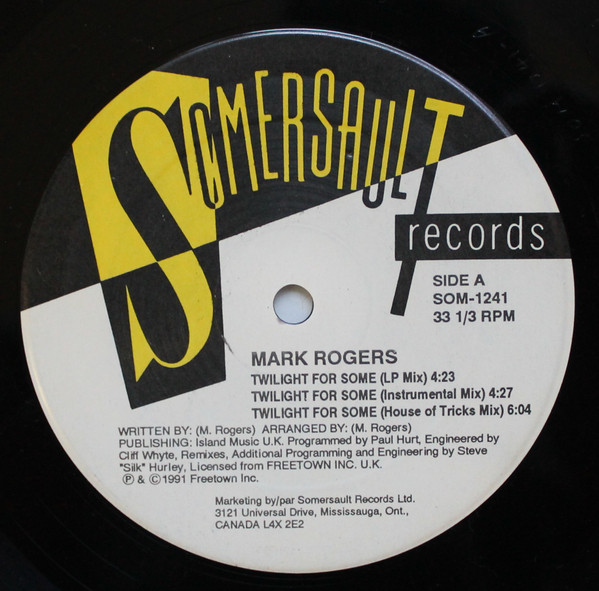 SOMERSAULT
records
SIDE A
SOM-1241
33 1/3 RPM
MARK ROGERS
TWILIGHT FOR SOME (LP Mix) 4:23
TWILIGHT FOR SOME (Instrumental Mix) 4:27
TWILIGHT FOR SOME (House of Tricks Mix) 6:04
WRITTEN BY: (M. Rogers) ARRANGED BY: (M. Rogers)
PUBLISHING: Island Music U.K. Programmed by Paul Hurt, Engineered by
Cliff Whyte, Remixes, Additional Programming and Engineering by Steve
"Silk" Hurley, Licensed from FREETOWN INC. U.K.
℗ & © 1991 Freetown Inc.
Marketing by/par Somersault Records Ltd.
3121 Universal Drive, Mississauga, Ont.,
CANADA L4X 2E2